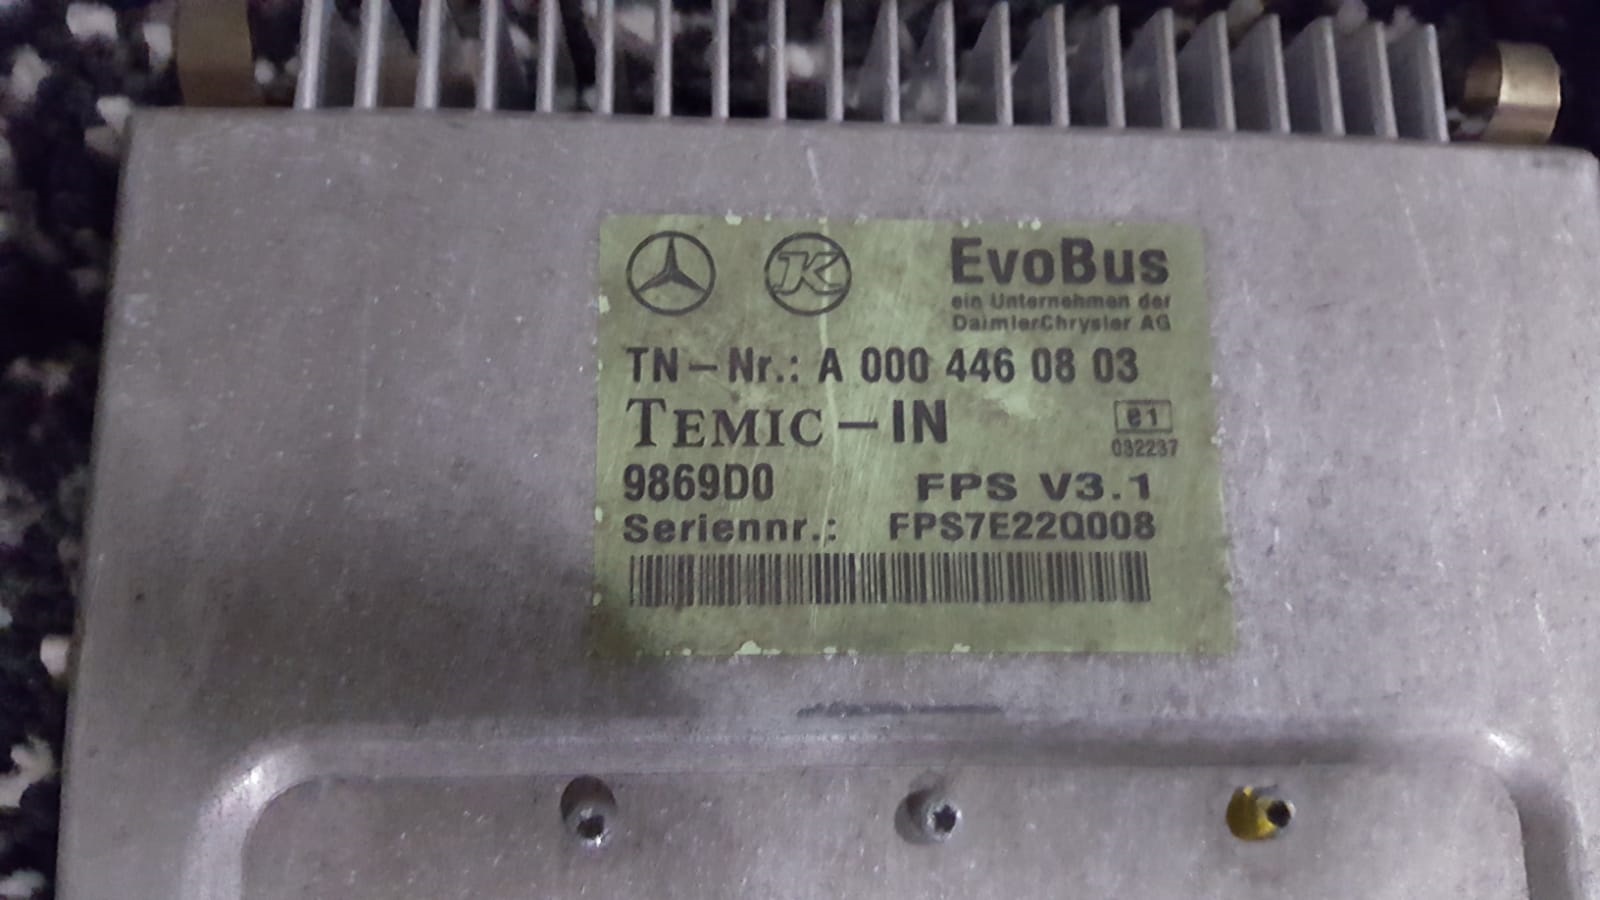 K
EvoBus
ein Unternehmen der
DaimlerChrysler AG
TN–Nr.: A 000 446 08 03
TEMIC–IN
e1
032237
9869D0 FPS V3.1
Seriennr.: FPS7E22Q008